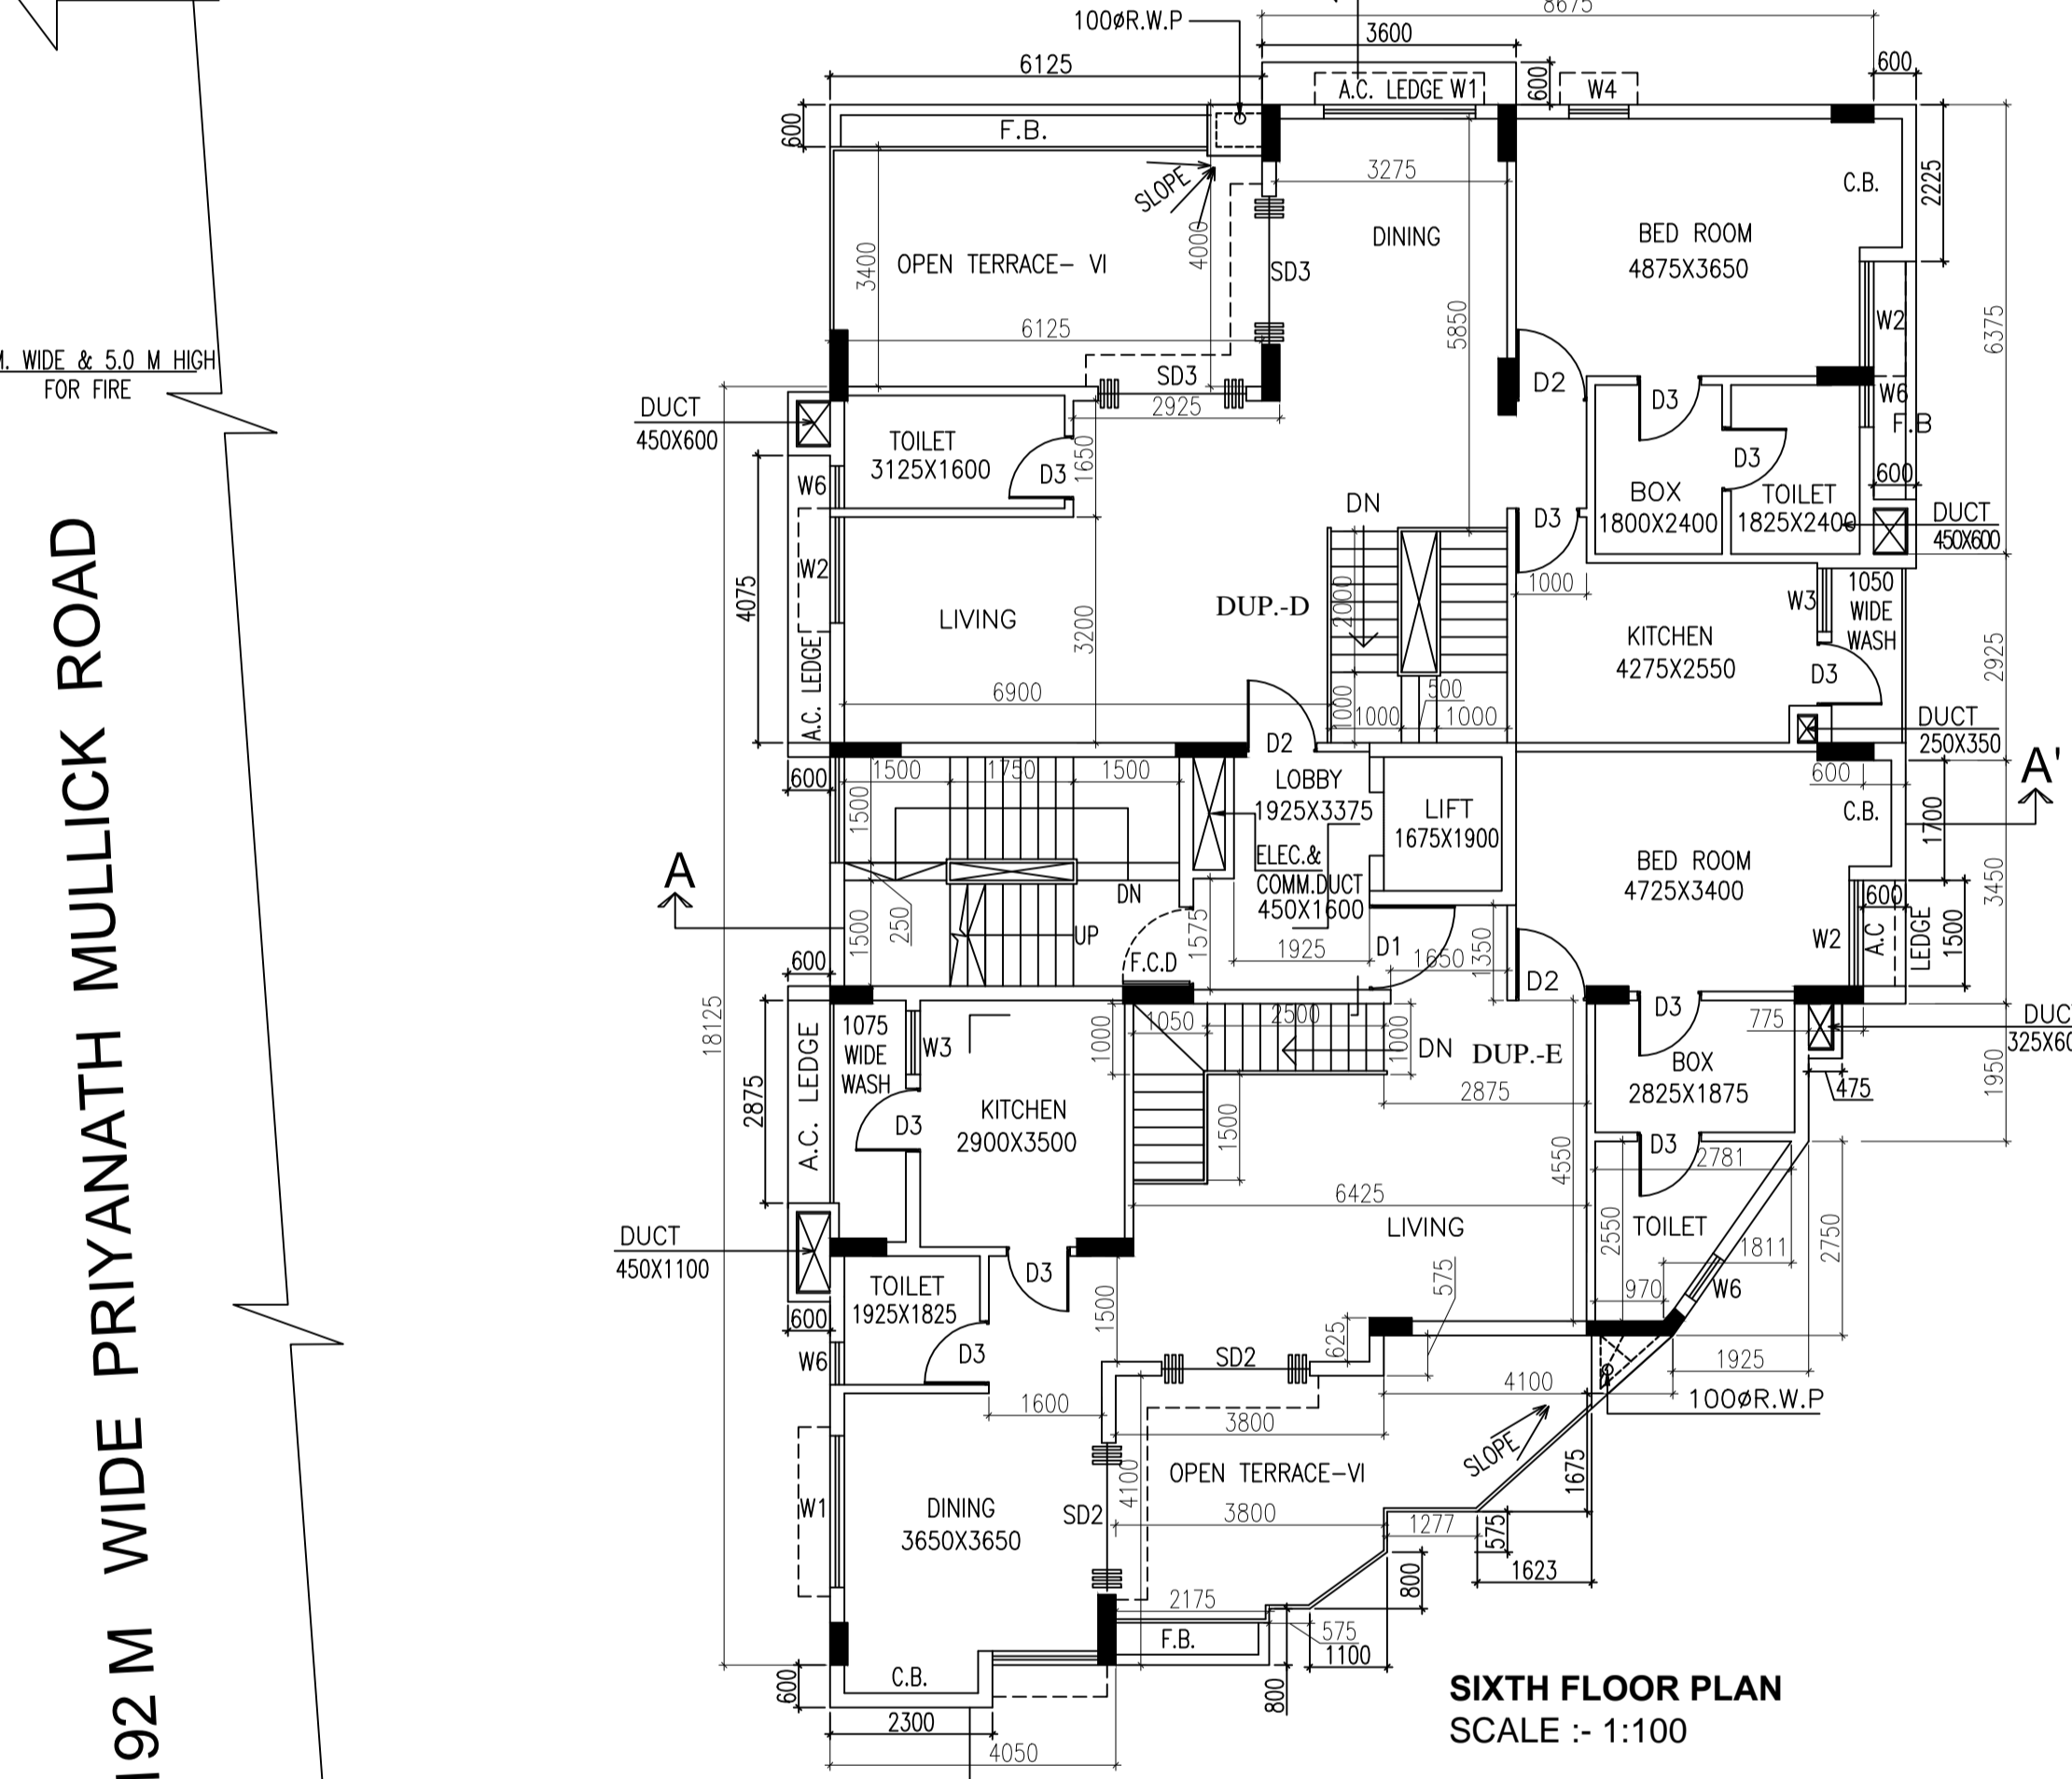 8675
100øR.W.P
3600
6125
600
600
A.C. LEDGE W1
W4
600
F.B.
3275
C.B.
2225
SLOPE
DINING
BED ROOM
4875X3650
OPEN TERRACE- VI
3400
4000
SD3
6125
5850
W2
6375
M. WIDE & 5.0 M HIGH
FOR FIRE
SD3
2925
D2
D3
W6
F.B
DUCT
450X600
TOILET
3125X1600
D3
1650
D3
BOX
1800X2400
TOILET
1825X2400
600
DUCT
450X600
W6
DN
D3
W2
4075
LIVING
3200
DUP.-D
2000
1000
W3
1050
WIDE
WASH
KITCHEN
4275X2550
2925
A.C. LEDGE
6900
1000
1000
500
1000
D3
DUCT
250X350
D2
600
1500
1750
1500
LOBBY
1925X3375
LIFT
1675X1900
600
C.B.
1700
A'
1500
A
ELEC.&
COMM.DUCT
450X1600
BED ROOM
4725X3400
3450
DN
600
1500
250
UP
1575
1925
D1
1650
1350
W2
A.C
LEDGE
1500
F.C.D
D2
600
18125
1075
WIDE
WASH
W3
1000
1050
2500
1000
DN
DUP.-E
D3
775
DUC
325X60
BOX
2825X1875
1950
475
2875
A.C. LEDGE
KITCHEN
2900X3500
D3
2875
1500
4550
D3
2781
6425
LIVING
TOILET
2550
1811
2750
970
W6
DUCT
450X1100
D3
TOILET
1925X1825
600
1500
575
625
W6
D3
SD2
1925
4100
100øR.W.P
1600
3800
SLOPE
1675
OPEN TERRACE-VI
4100
W1
DINING
3650X3650
SD2
3800
1277
575
1623
800
2175
575
F.B.
1100
800
C.B.
600
2300
4050
192 M WIDE PRIYANATH MULLICK ROAD
SIXTH FLOOR PLAN
SCALE :- 1:100